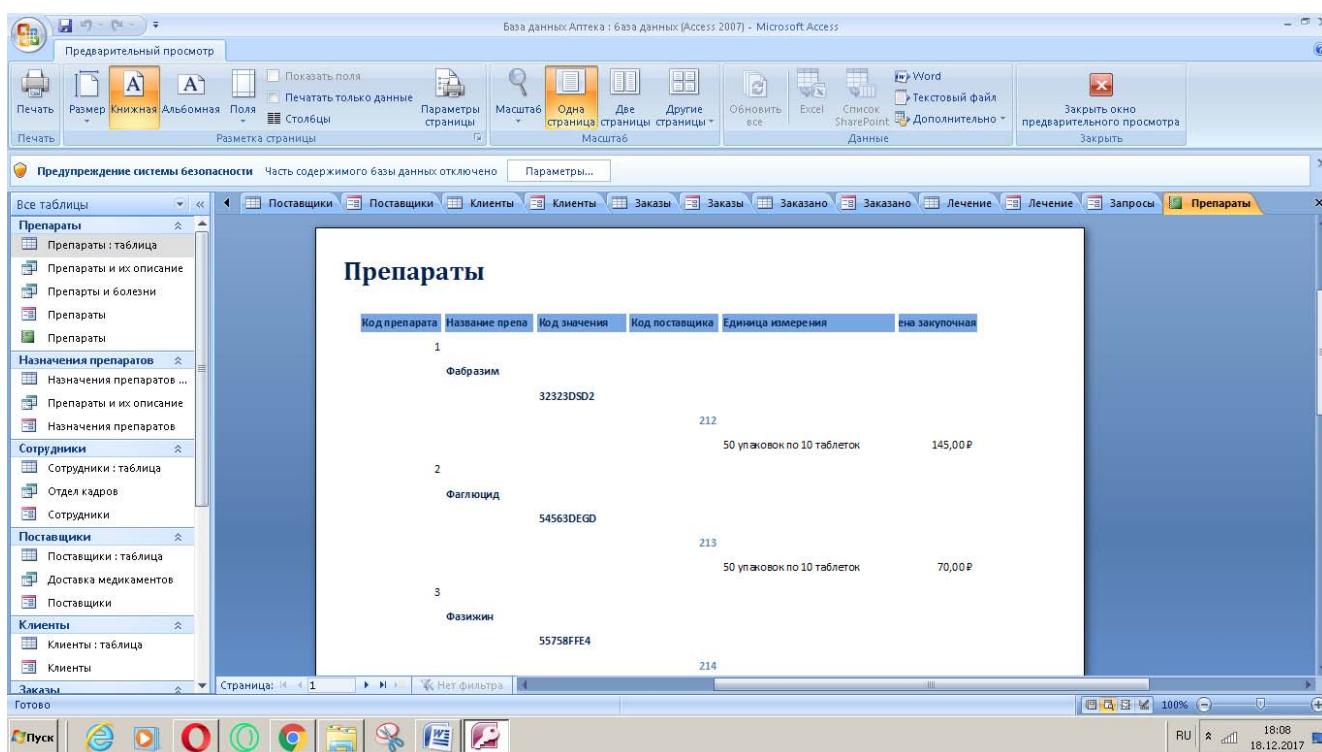 База данных Аптека : база данных (Access 2007) - Microsoft Access
Предварительный просмотр
Печать
Размер
Книжная
Альбомная
Поля
Показать поля
Печатать только данные
Столбцы
Параметры страницы
Масштаб
Одна страница
Две страницы
Другие страницы
Обновить все
Excel
Список SharePoint
Word
Текстовый файл
Дополнительно
Закрыть окно предварительного просмотра
Печать
Разметка страницы
Масштаб
Данные
Закрыть
Предупреждение системы безопасности Часть содержимого базы данных отключено Параметры...
Все таблицы
Поставщики Поставщики Клиенты Клиенты Заказы Заказы Заказано Заказано Лечение Лечение Запросы Препараты
Препараты
Препараты : таблица
Препараты и их описание
Препарты и болезни
Препараты
Препараты
Назначения препаратов
Назначения препаратов ...
Препараты и их описание
Назначения препаратов
Сотрудники
Сотрудники : таблица
Отдел кадров
Сотрудники
Поставщики
Поставщики : таблица
Доставка медикаментов
Поставщики
Клиенты
Клиенты : таблица
Клиенты
Заказы
Препараты
Код препарата Название препа Код значения Код поставщика Единица измерения ена закупочная
1
Фабразим
32323DSD2
212
50 упаковок по 10 таблеток 145,00₽
2
Фаглюцид
54563DEGD
213
50 упаковок по 10 таблеток 70,00₽
3
Фазижин
55758FFE4
214
Страница: 1 Нет фильтра
Готово 100%
Пуск RU 18:08
18.12.2017